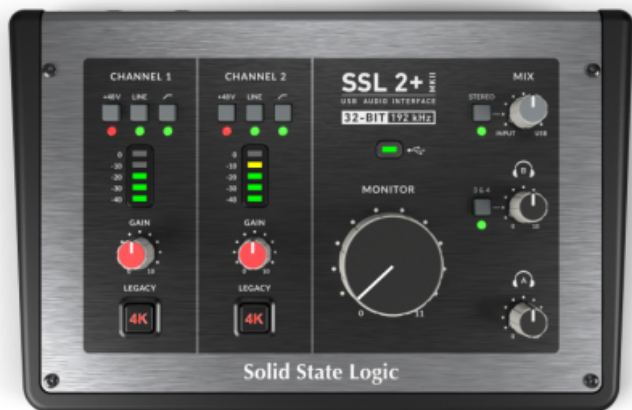 CHANNEL 1
+48V LINE
0
-10
-20
-30
-40
GAIN
0 10
LEGACY
4K
CHANNEL 2
+48V LINE
0
-10
-20
-30
-40
GAIN
0 10
LEGACY
4K
SSL 2+ MKII
USB AUDIO INTERFACE
32-BIT 192 kHz
MONITOR
0 11
MIX
STEREO
INPUT USB
B
3&4
0 10
A
0 10
Solid State Logic